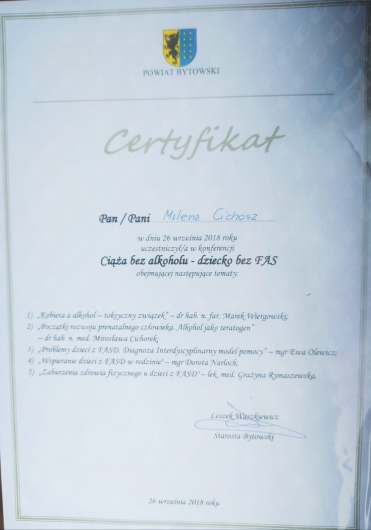 POWIAT BYTOWSKI
Certyfikat
Pan / Pani Milena Cichosz
w dniu 26 września 2018 roku
uczestniczył/a w konferencji
Ciąża bez alkoholu - dziecko bez FAS
obejmującej następujące tematy:
1) „Kobieta a alkohol – toksyczny związek” – dr hab. n. far. Marek Wiergowski;
2) „Początki rozwoju prenatalnego człowieka. Alkohol jako teratogen”
– dr hab. n. med. Mirosława Cichorek;
3) „Problemy dzieci z FASD. Diagnoza Interdyscyplinarny model pomocy” – mgr Ewa Olewicz;
4) „Wspieranie dzieci z FASD w rodzinie” – mgr Dorota Narloch;
5) „Zaburzenia zdrowia fizycznego u dzieci z FASD” – lek. med. Grażyna Rymaszewska.
Leszek Waszkiewicz
Starosta Bytowski
26 września 2018 roku